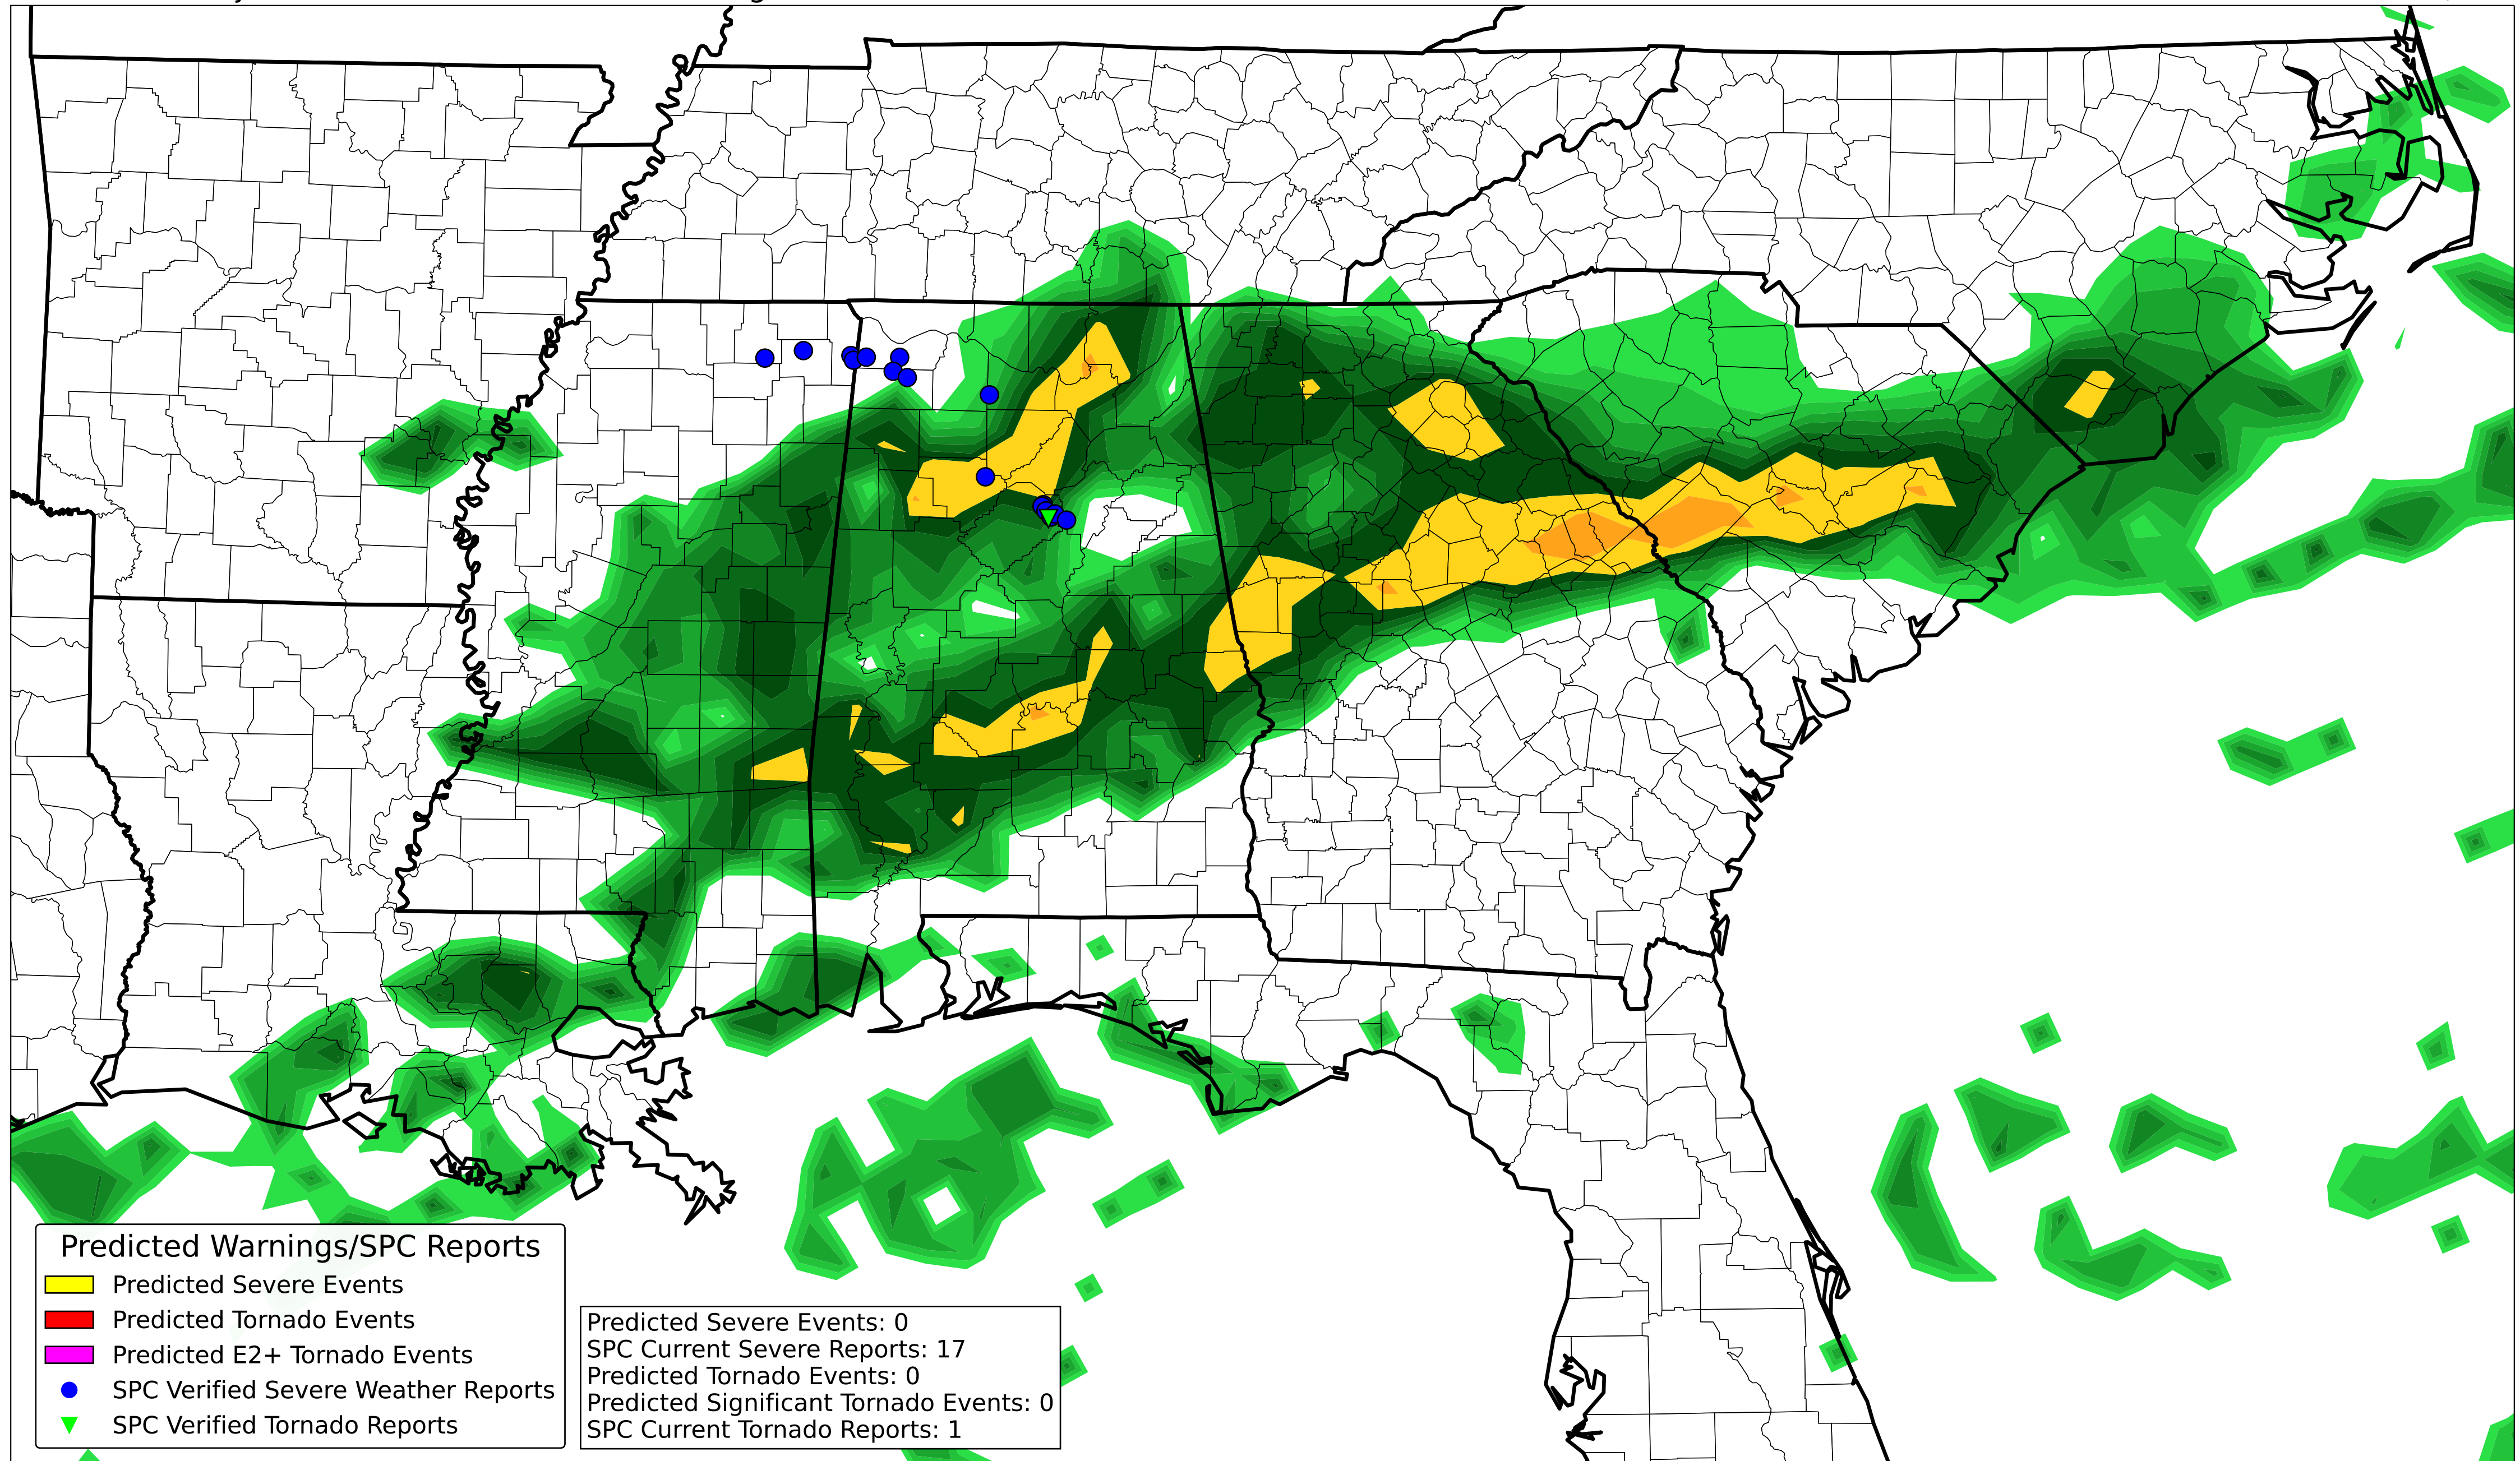 Predicted Warnings/SPC Reports
Predicted Severe Events
Predicted Tornado Events
Predicted E2+ Tornado Events
SPC Verified Severe Weather Reports
SPC Verified Tornado Reports
Predicted Severe Events: 0
SPC Current Severe Reports: 17
Predicted Tornado Events: 0
Predicted Significant Tornado Events: 0
SPC Current Tornado Reports: 1